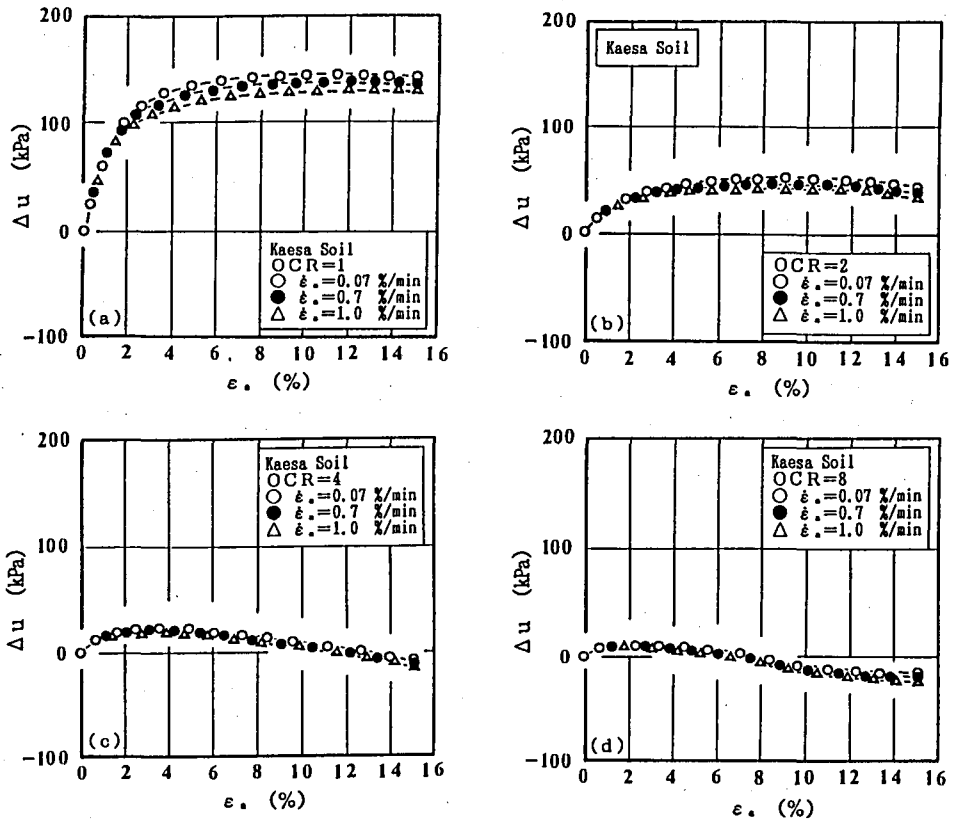 200
100
0
-100
Δu (kPa)
Kaesa Soil
OCR=1
○ ε̇ₐ=0.07 %/min
● ε̇ₐ=0.7 %/min
△ ε̇ₐ=1.0 %/min
(a)
0 2 4 6 8 10 12 14 16
εₐ (%)
200
100
0
-100
Δu (kPa)
Kaesa Soil
OCR=2
○ ε̇ₐ=0.07 %/min
● ε̇ₐ=0.7 %/min
△ ε̇ₐ=1.0 %/min
(b)
0 2 4 6 8 10 12 14 16
εₐ (%)
200
100
0
-100
Δu (kPa)
Kaesa Soil
OCR=4
○ ε̇ₐ=0.07 %/min
● ε̇ₐ=0.7 %/min
△ ε̇ₐ=1.0 %/min
(c)
0 2 4 6 8 10 12 14 16
εₐ (%)
200
100
0
-100
Δu (kPa)
Kaesa Soil
OCR=8
○ ε̇ₐ=0.07 %/min
● ε̇ₐ=0.7 %/min
△ ε̇ₐ=1.0 %/min
(d)
0 2 4 6 8 10 12 14 16
εₐ (%)